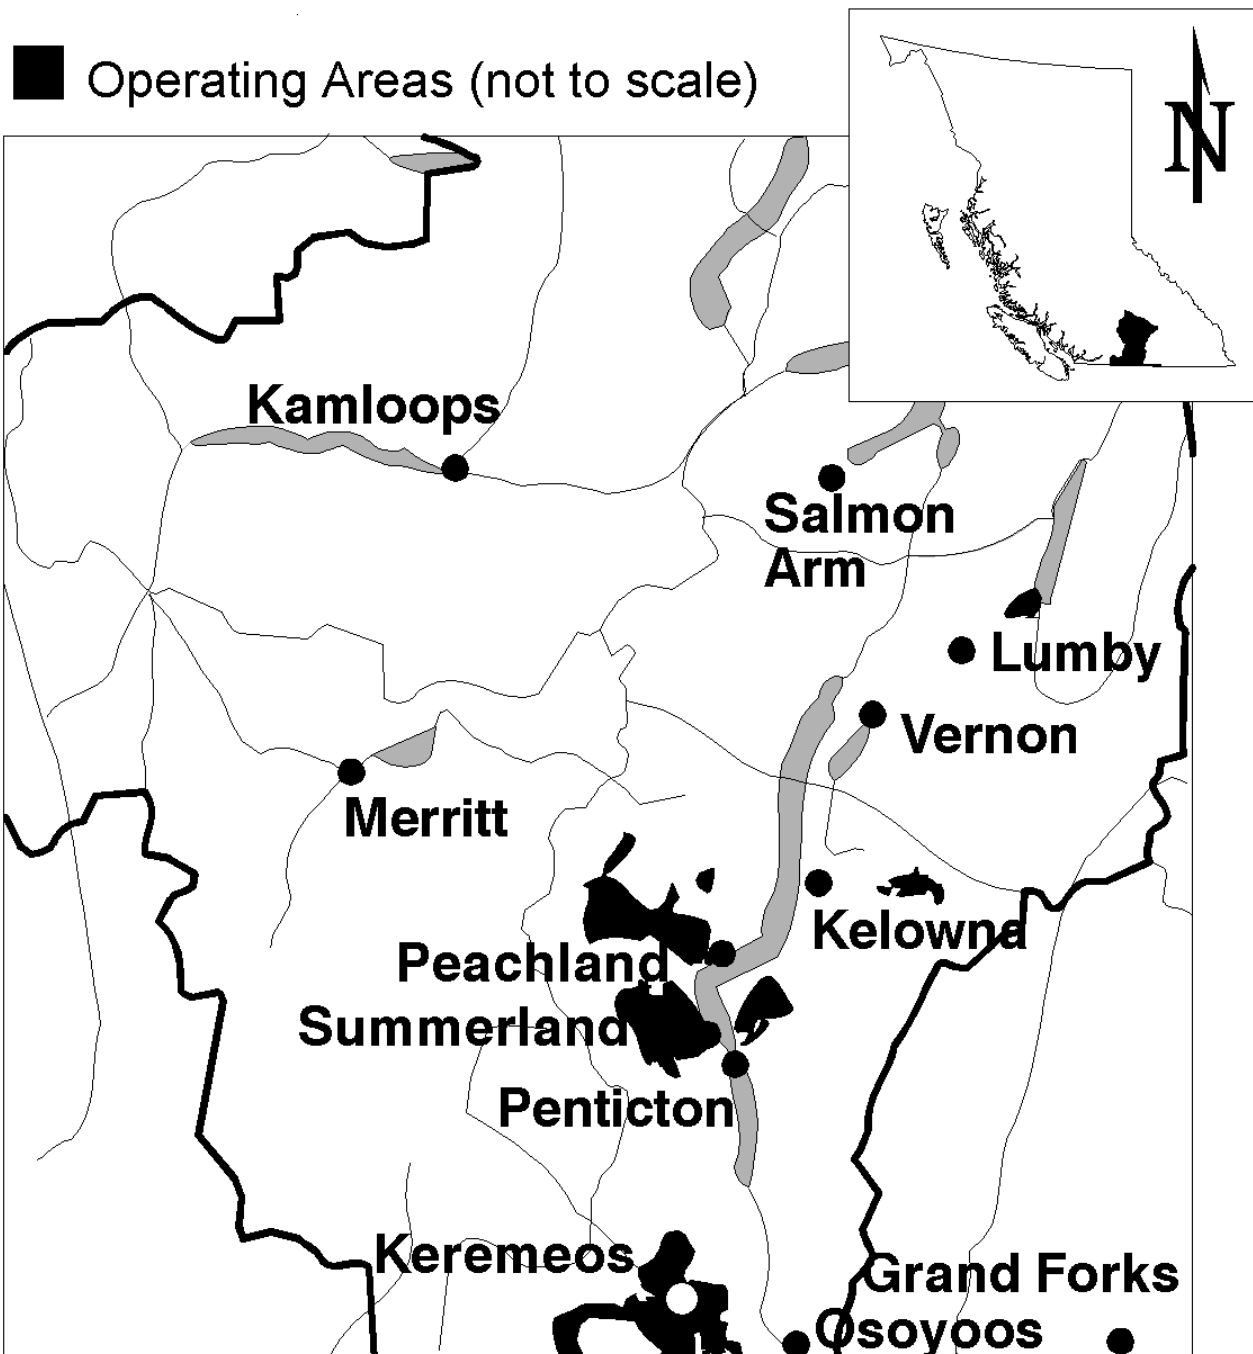 Operating Areas (not to scale)
N
Kamloops
Salmon
Arm
Lumby
Vernon
Merritt
Kelowna
Peachland
Summerland
Penticton
Keremeos
Grand Forks
Osoyoos